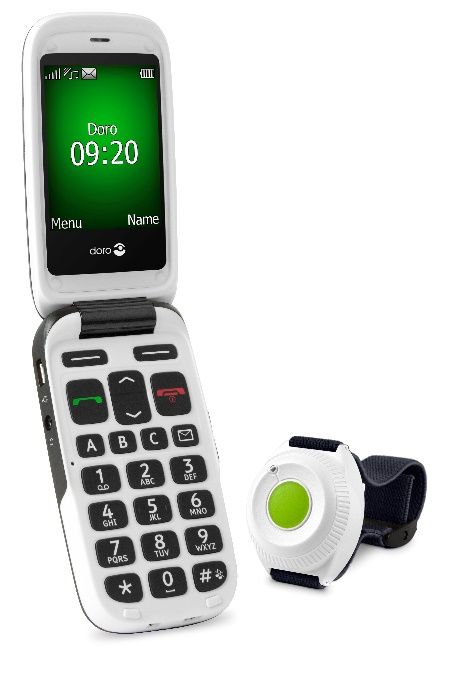 Doro
09:20
Menu Name
doro
A B C
1 2 ABC 3 DEF
4 GHI 5 JKL 6 MNO
7 PQRS 8 TUV 9 WXYZ
* 0 #